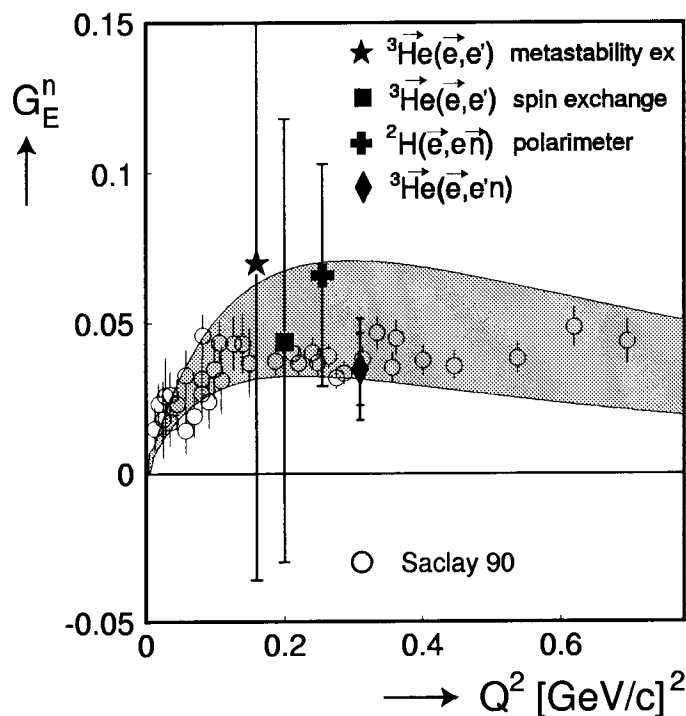 0.15
³He(e,e') metastability ex
³He(e,e') spin exchange
²H(e,en) polarimeter
³He(e,e'n)
G_E^n
0.1
0.05
0
Saclay 90
-0.05
0 0.2 0.4 0.6
Q² [GeV/c]²